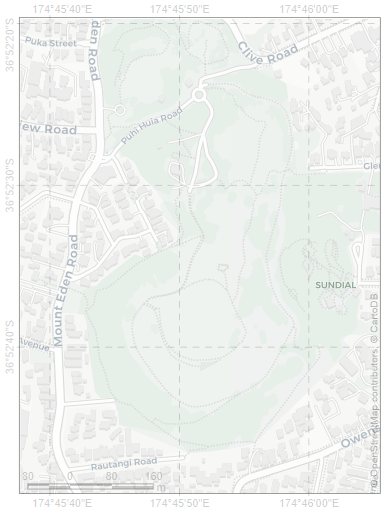 174°45'40"E 174°45'50"E 174°46'00"E
36°52'20"S
36°52'30"S
36°52'40"S
Puka Street
den Road
Clive Road
ew Road
Puhi Huia Road
Glen
Mount Eden Road
SUNDIAL
Avenue
Owens
Rautangi Road
80 0 80 160
m
© OpenStreetMap contributors, © CartoDB
174°45'40"E 174°45'50"E 174°46'00"E